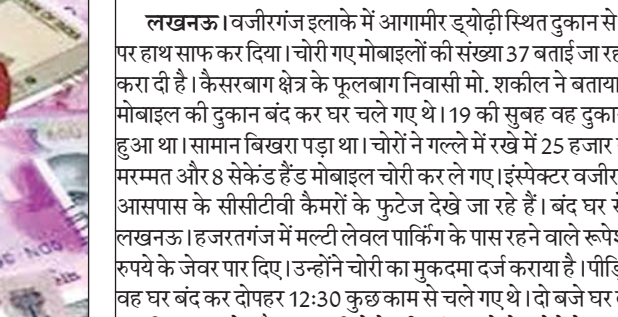 लखनऊ। वजीरगंज इलाके में आगामीर ड्योढ़ी स्थित दुकान से
पर हाथ साफ कर दिया। चोरी गए मोबाइलों की संख्या 37 बताई जा रह
करा दी है। कैसरबाग क्षेत्र के फूलबाग निवासी मो. शकील ने बताया
मोबाइल की दुकान बंद कर घर चले गए थे। 19 की सुबह वह दुका
हुआ था। सामान बिखरा पड़ा था। चोरों ने गल्ले में रखे में 25 हजार
मरम्मत और 8 सेकेंड हैंड मोबाइल चोरी कर ले गए। इंस्पेक्टर वजीर
आसपास के सीसीटीवी कैमरों के फुटेज देखे जा रहे हैं। बंद घर से
लखनऊ। हजरतगंज में मल्टी लेवल पार्किंग के पास रहने वाले रूपेश
रुपये के जेवर पार दिए। उन्होंने चोरी का मुकदमा दर्ज कराया है। पीड़ि
वह घर बंद कर दोपहर 12:30 कुछ काम से चले गए थे। दो बजे घर